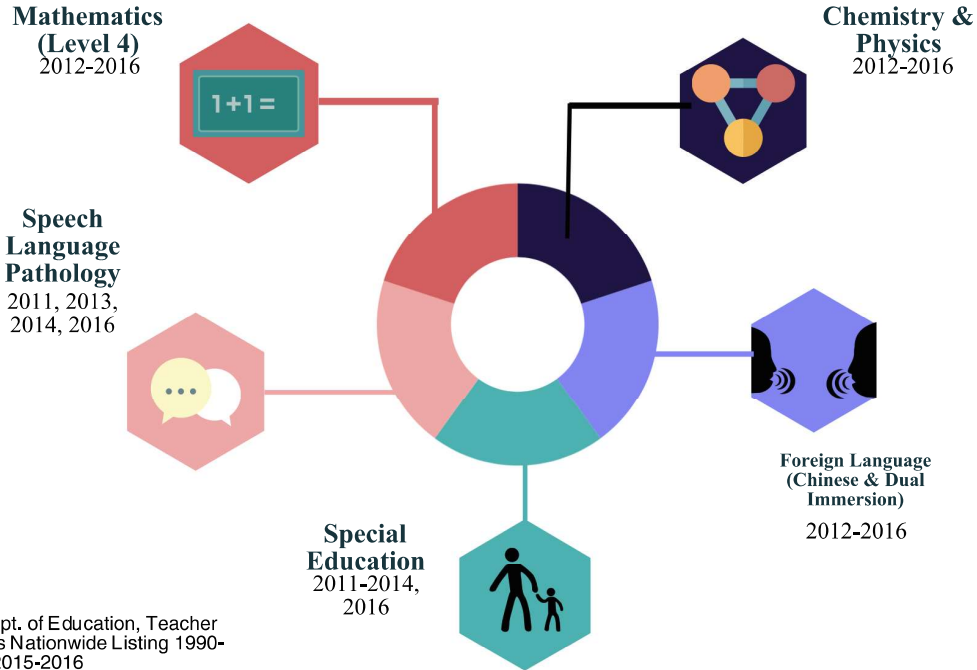 Mathematics
(Level 4)
2012-2016
1+1=
Chemistry &
Physics
2012-2016
Speech
Language
Pathology
2011, 2013,
2014, 2016
Foreign Language
(Chinese & Dual
Immersion)
2012-2016
Special
Education
2011-2014,
2016
pt. of Education, Teacher
s Nationwide Listing 1990-
2015-2016